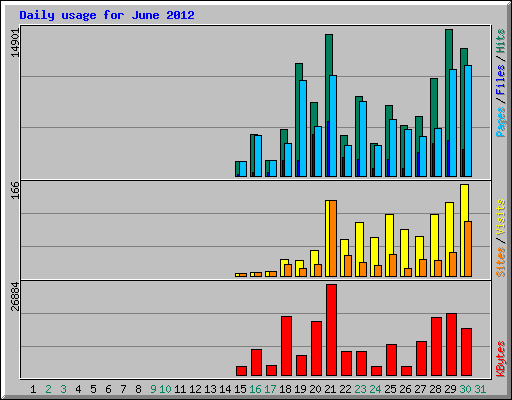 Daily usage for June 2012
14901
Pages / Files / Hits
166
Sites / Visits
26884
KBytes
1 2 3 4 5 6 7 8 9 10 11 12 13 14 15 16 17 18 19 20 21 22 23 24 25 26 27 28 29 30 31